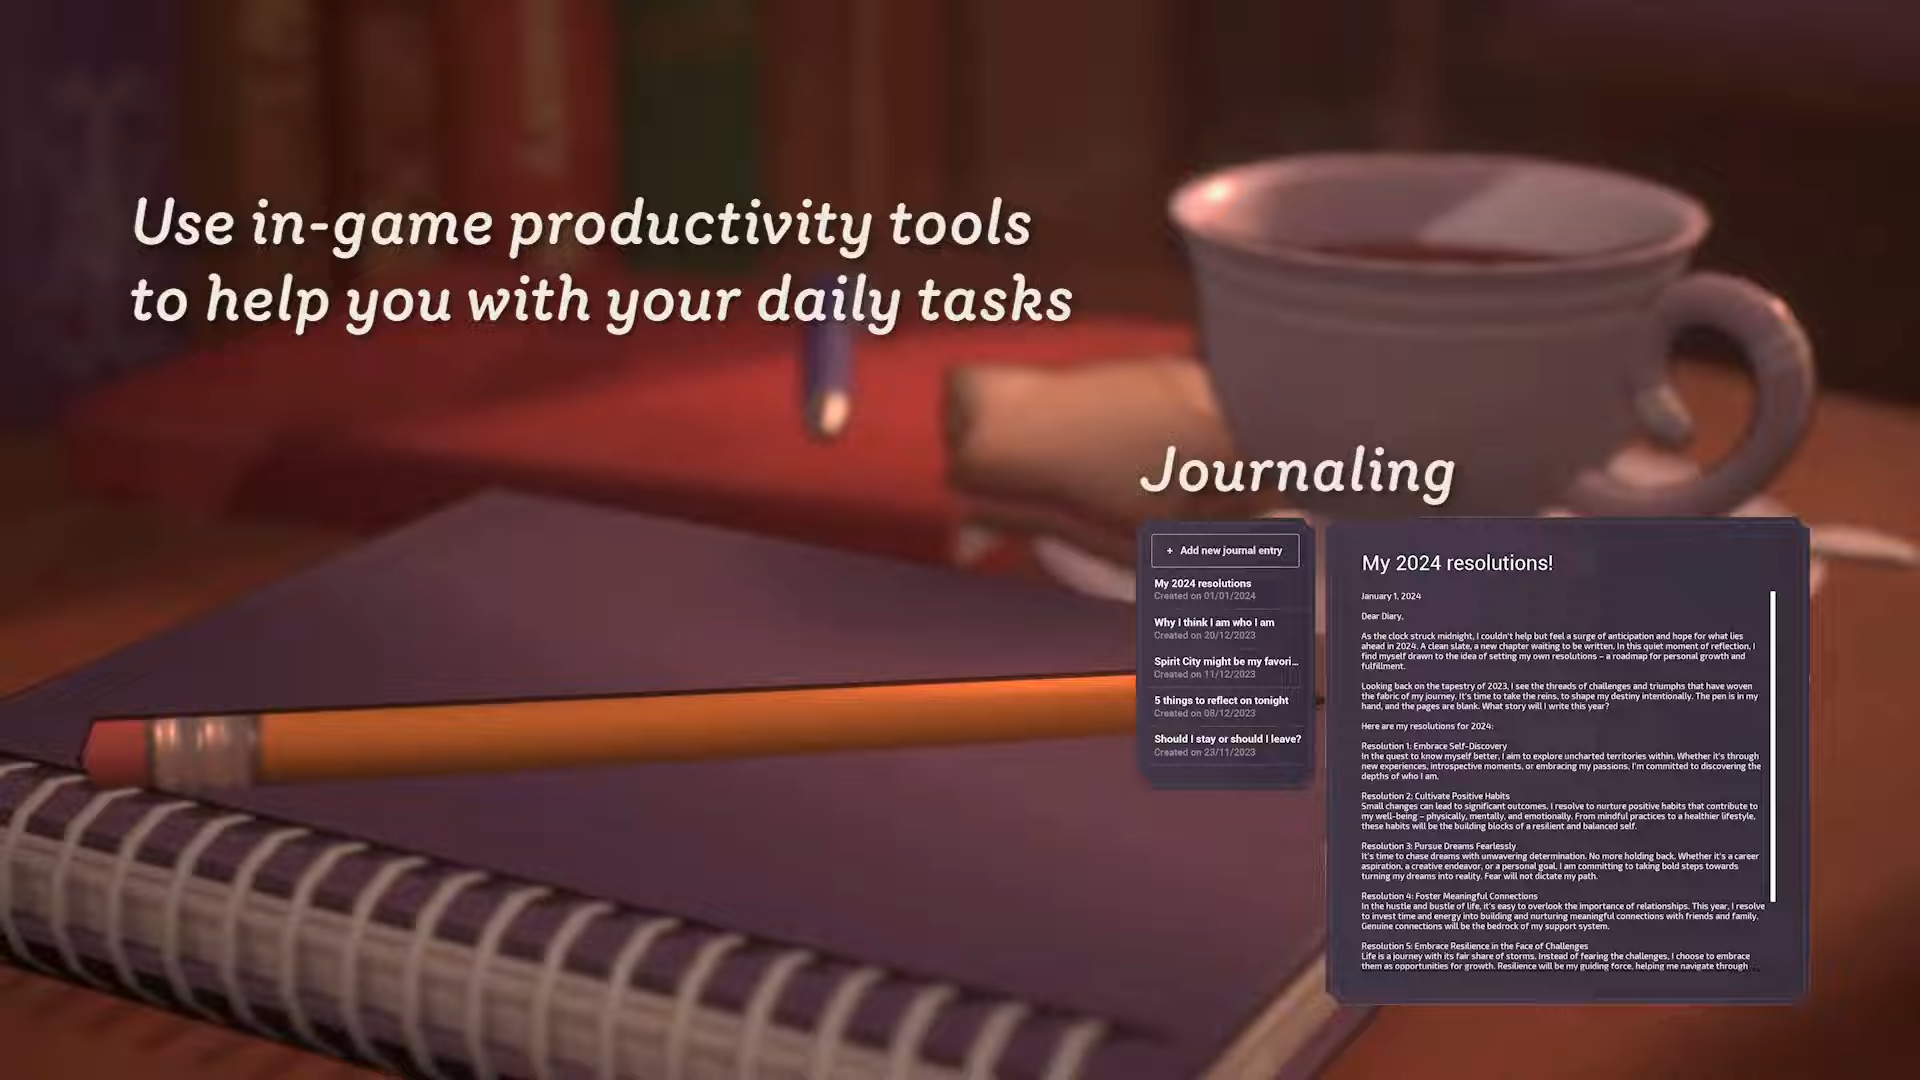 Use in-game productivity tools
to help you with your daily tasks
Journaling
+ Add new journal entry
My 2024 resolutions
Created on 01/01/2024
Why I think I am who I am
Created on 20/12/2023
Spirit City might be my favori...
Created on 11/12/2023
5 things to reflect on tonight
Created on 08/12/2023
Should I stay or should I leave?
Created on 23/11/2023
My 2024 resolutions!
January 1, 2024
Dear Diary,
As the clock struck midnight, I couldn't help but feel a surge of anticipation and hope for what lies
ahead in 2024. A clean slate, a new chapter waiting to be written. In this quiet moment of reflection, I
find myself drawn to the idea of setting my own resolutions – a roadmap for personal growth and
fulfillment.
Looking back on the tapestry of 2023, I see the threads of challenges and triumphs that have woven
the fabric of my journey. It's time to take the reins, to shape my destiny intentionally. The pen is in my
hand, and the pages are blank. What story will I write this year?
Here are my resolutions for 2024:
Resolution 1: Embrace Self-Discovery
In the quest to know myself better, I aim to explore uncharted territories within. Whether it's through
new experiences, introspective moments, or embracing my passions, I'm committed to discovering the
depths of who I am.
Resolution 2: Cultivate Positive Habits
Small changes can lead to significant outcomes. I resolve to nurture positive habits that contribute to
my well-being – physically, mentally, and emotionally. From mindful practices to a healthier lifestyle,
these habits will be the building blocks of a resilient and balanced self.
Resolution 3: Pursue Dreams Fearlessly
It's time to chase dreams with unwavering determination. No more holding back. Whether it's a career
aspiration, a creative endeavor, or a personal goal, I am committing to taking bold steps towards
turning my dreams into reality. Fear will not dictate my path.
Resolution 4: Foster Meaningful Connections
In the hustle and bustle of life, it's easy to overlook the importance of relationships. This year, I resolve
to invest time and energy into building and nurturing meaningful connections with friends and family.
Genuine connections will be the bedrock of my support system.
Resolution 5: Embrace Resilience in the Face of Challenges
Life is a journey with its fair share of storms. Instead of fearing the challenges, I choose to embrace
them as opportunities for growth. Resilience will be my guiding force, helping me navigate through